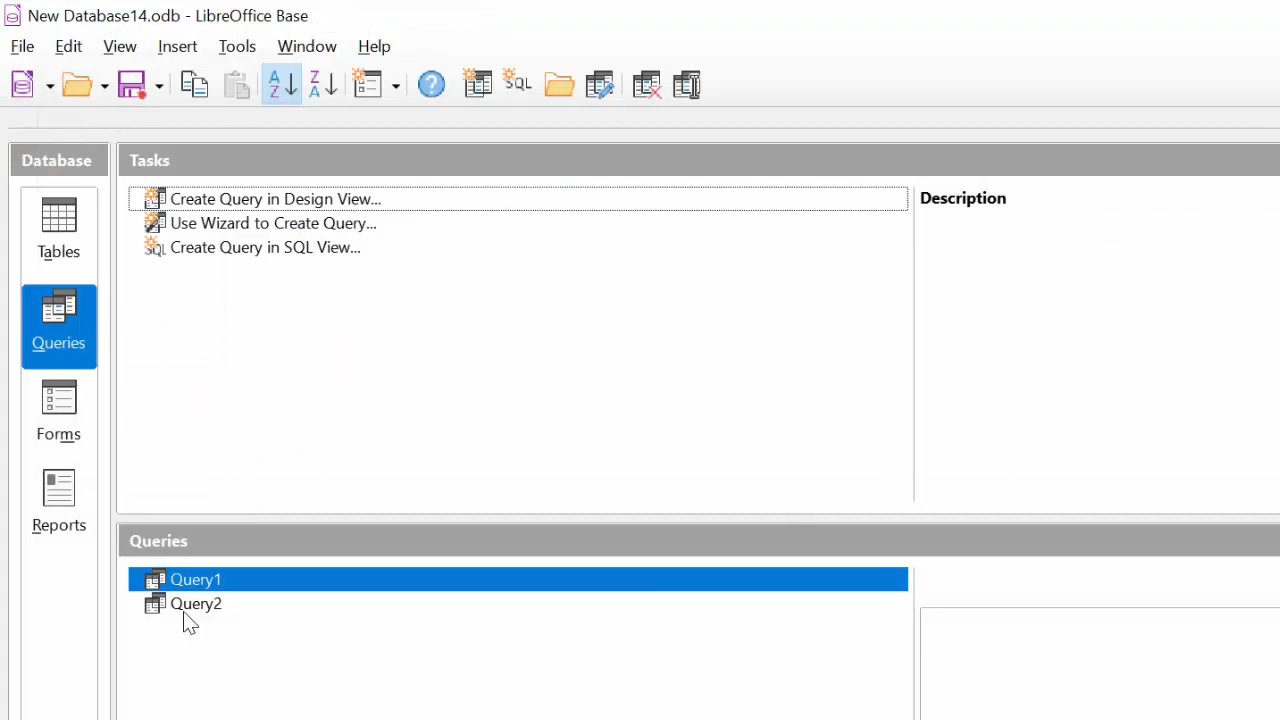 New Database14.odb - LibreOffice Base
File Edit View Insert Tools Window Help
A Z Z A ? SQL
Database
Tables
Queries
Forms
Reports
Tasks
Create Query in Design View...
Use Wizard to Create Query...
SQL Create Query in SQL View...
Description
Queries
Query1
Query2